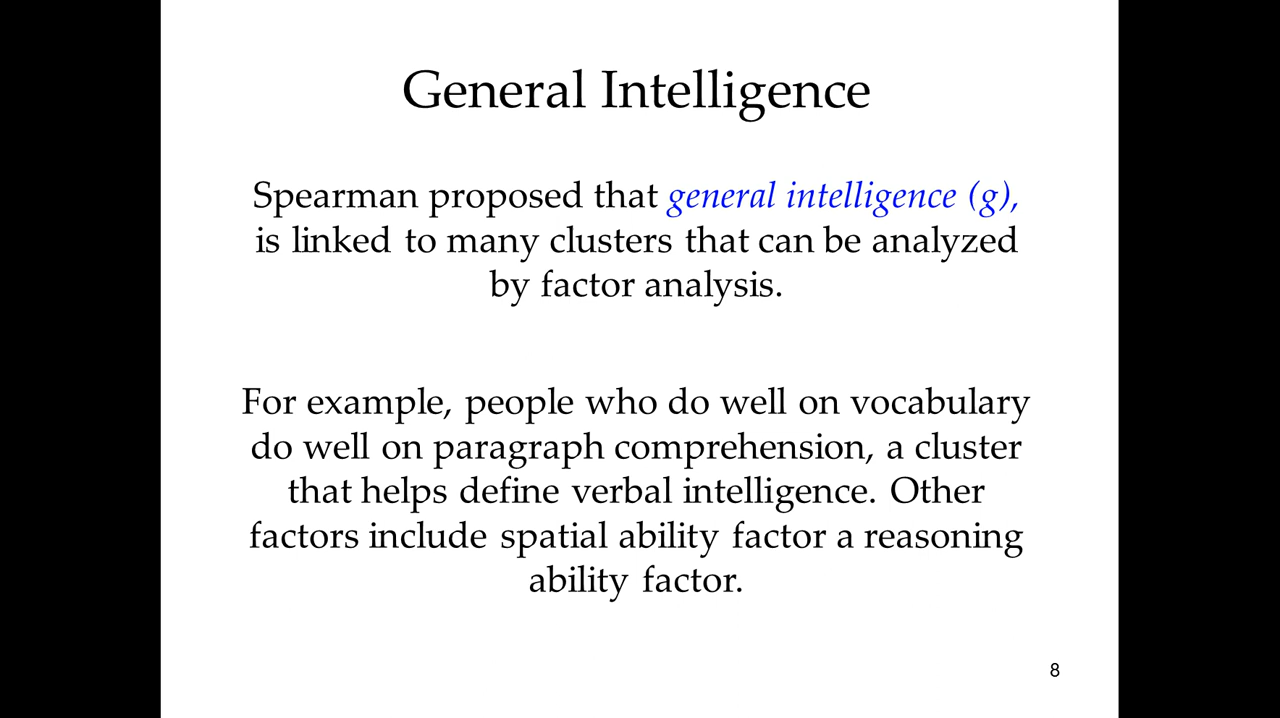 General Intelligence
Spearman proposed that general intelligence (g),
is linked to many clusters that can be analyzed
by factor analysis.
For example, people who do well on vocabulary
do well on paragraph comprehension, a cluster
that helps define verbal intelligence. Other
factors include spatial ability factor a reasoning
ability factor.
8